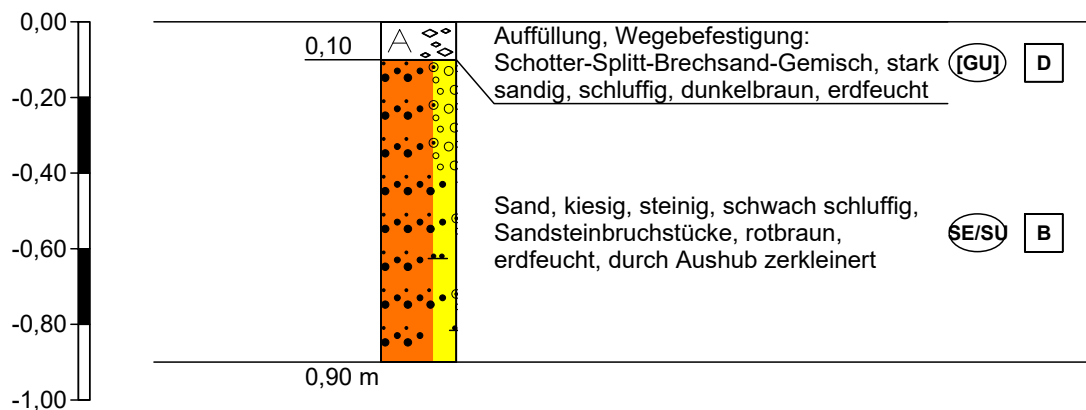 0,00
0,10
A
Auffüllung, Wegebefestigung:
Schotter-Splitt-Brechsand-Gemisch, stark
sandig, schluffig, dunkelbraun, erdfeucht
[GU]
D
-0,20
-0,40
Sand, kiesig, steinig, schwach schluffig,
Sandsteinbruchstücke, rotbraun,
erdfeucht, durch Aushub zerkleinert
SE/SU
B
-0,60
-0,80
0,90 m
-1,00